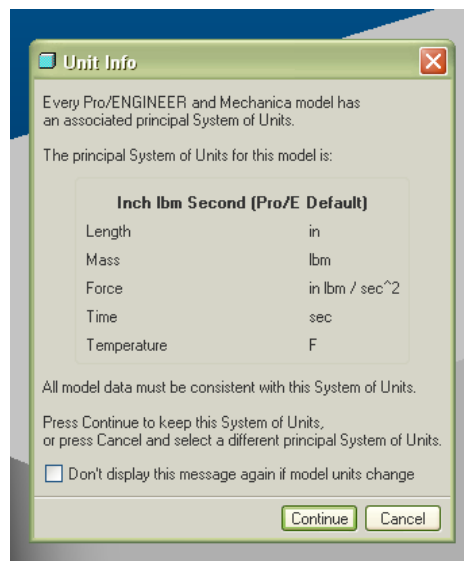 Unit Info
Every Pro/ENGINEER and Mechanica model has
an associated principal System of Units.
The principal System of Units for this model is:
Inch lbm Second (Pro/E Default)
Length in
Mass lbm
Force in lbm / sec^2
Time sec
Temperature F
All model data must be consistent with this System of Units.
Press Continue to keep this System of Units,
or press Cancel and select a different principal System of Units.
Don't display this message again if model units change
Continue Cancel